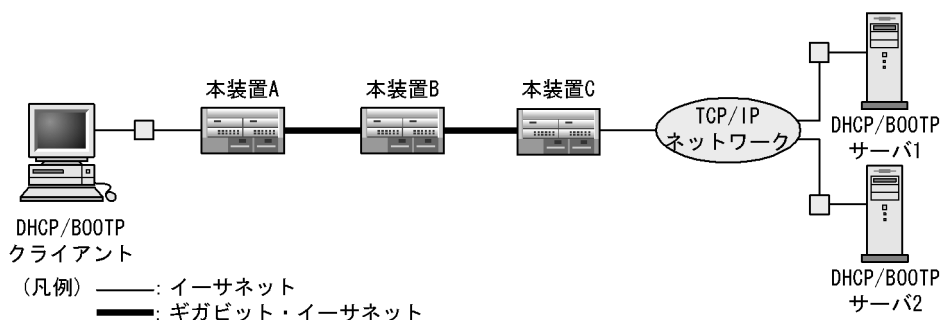 本装置A
本装置B
本装置C
TCP/IP
ネットワーク
DHCP/BOOTP
サーバ1
DHCP/BOOTP
クライアント
DHCP/BOOTP
サーバ2
(凡例)
: イーサネット
: ギガビット・イーサネット